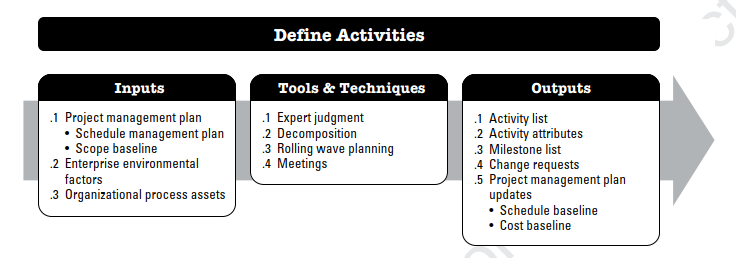 Define Activities
Inputs
.1 Project management plan
• Schedule management plan
• Scope baseline
.2 Enterprise environmental
factors
.3 Organizational process assets
Tools & Techniques
.1 Expert judgment
.2 Decomposition
.3 Rolling wave planning
.4 Meetings
Outputs
.1 Activity list
.2 Activity attributes
.3 Milestone list
.4 Change requests
.5 Project management plan
updates
• Schedule baseline
• Cost baseline